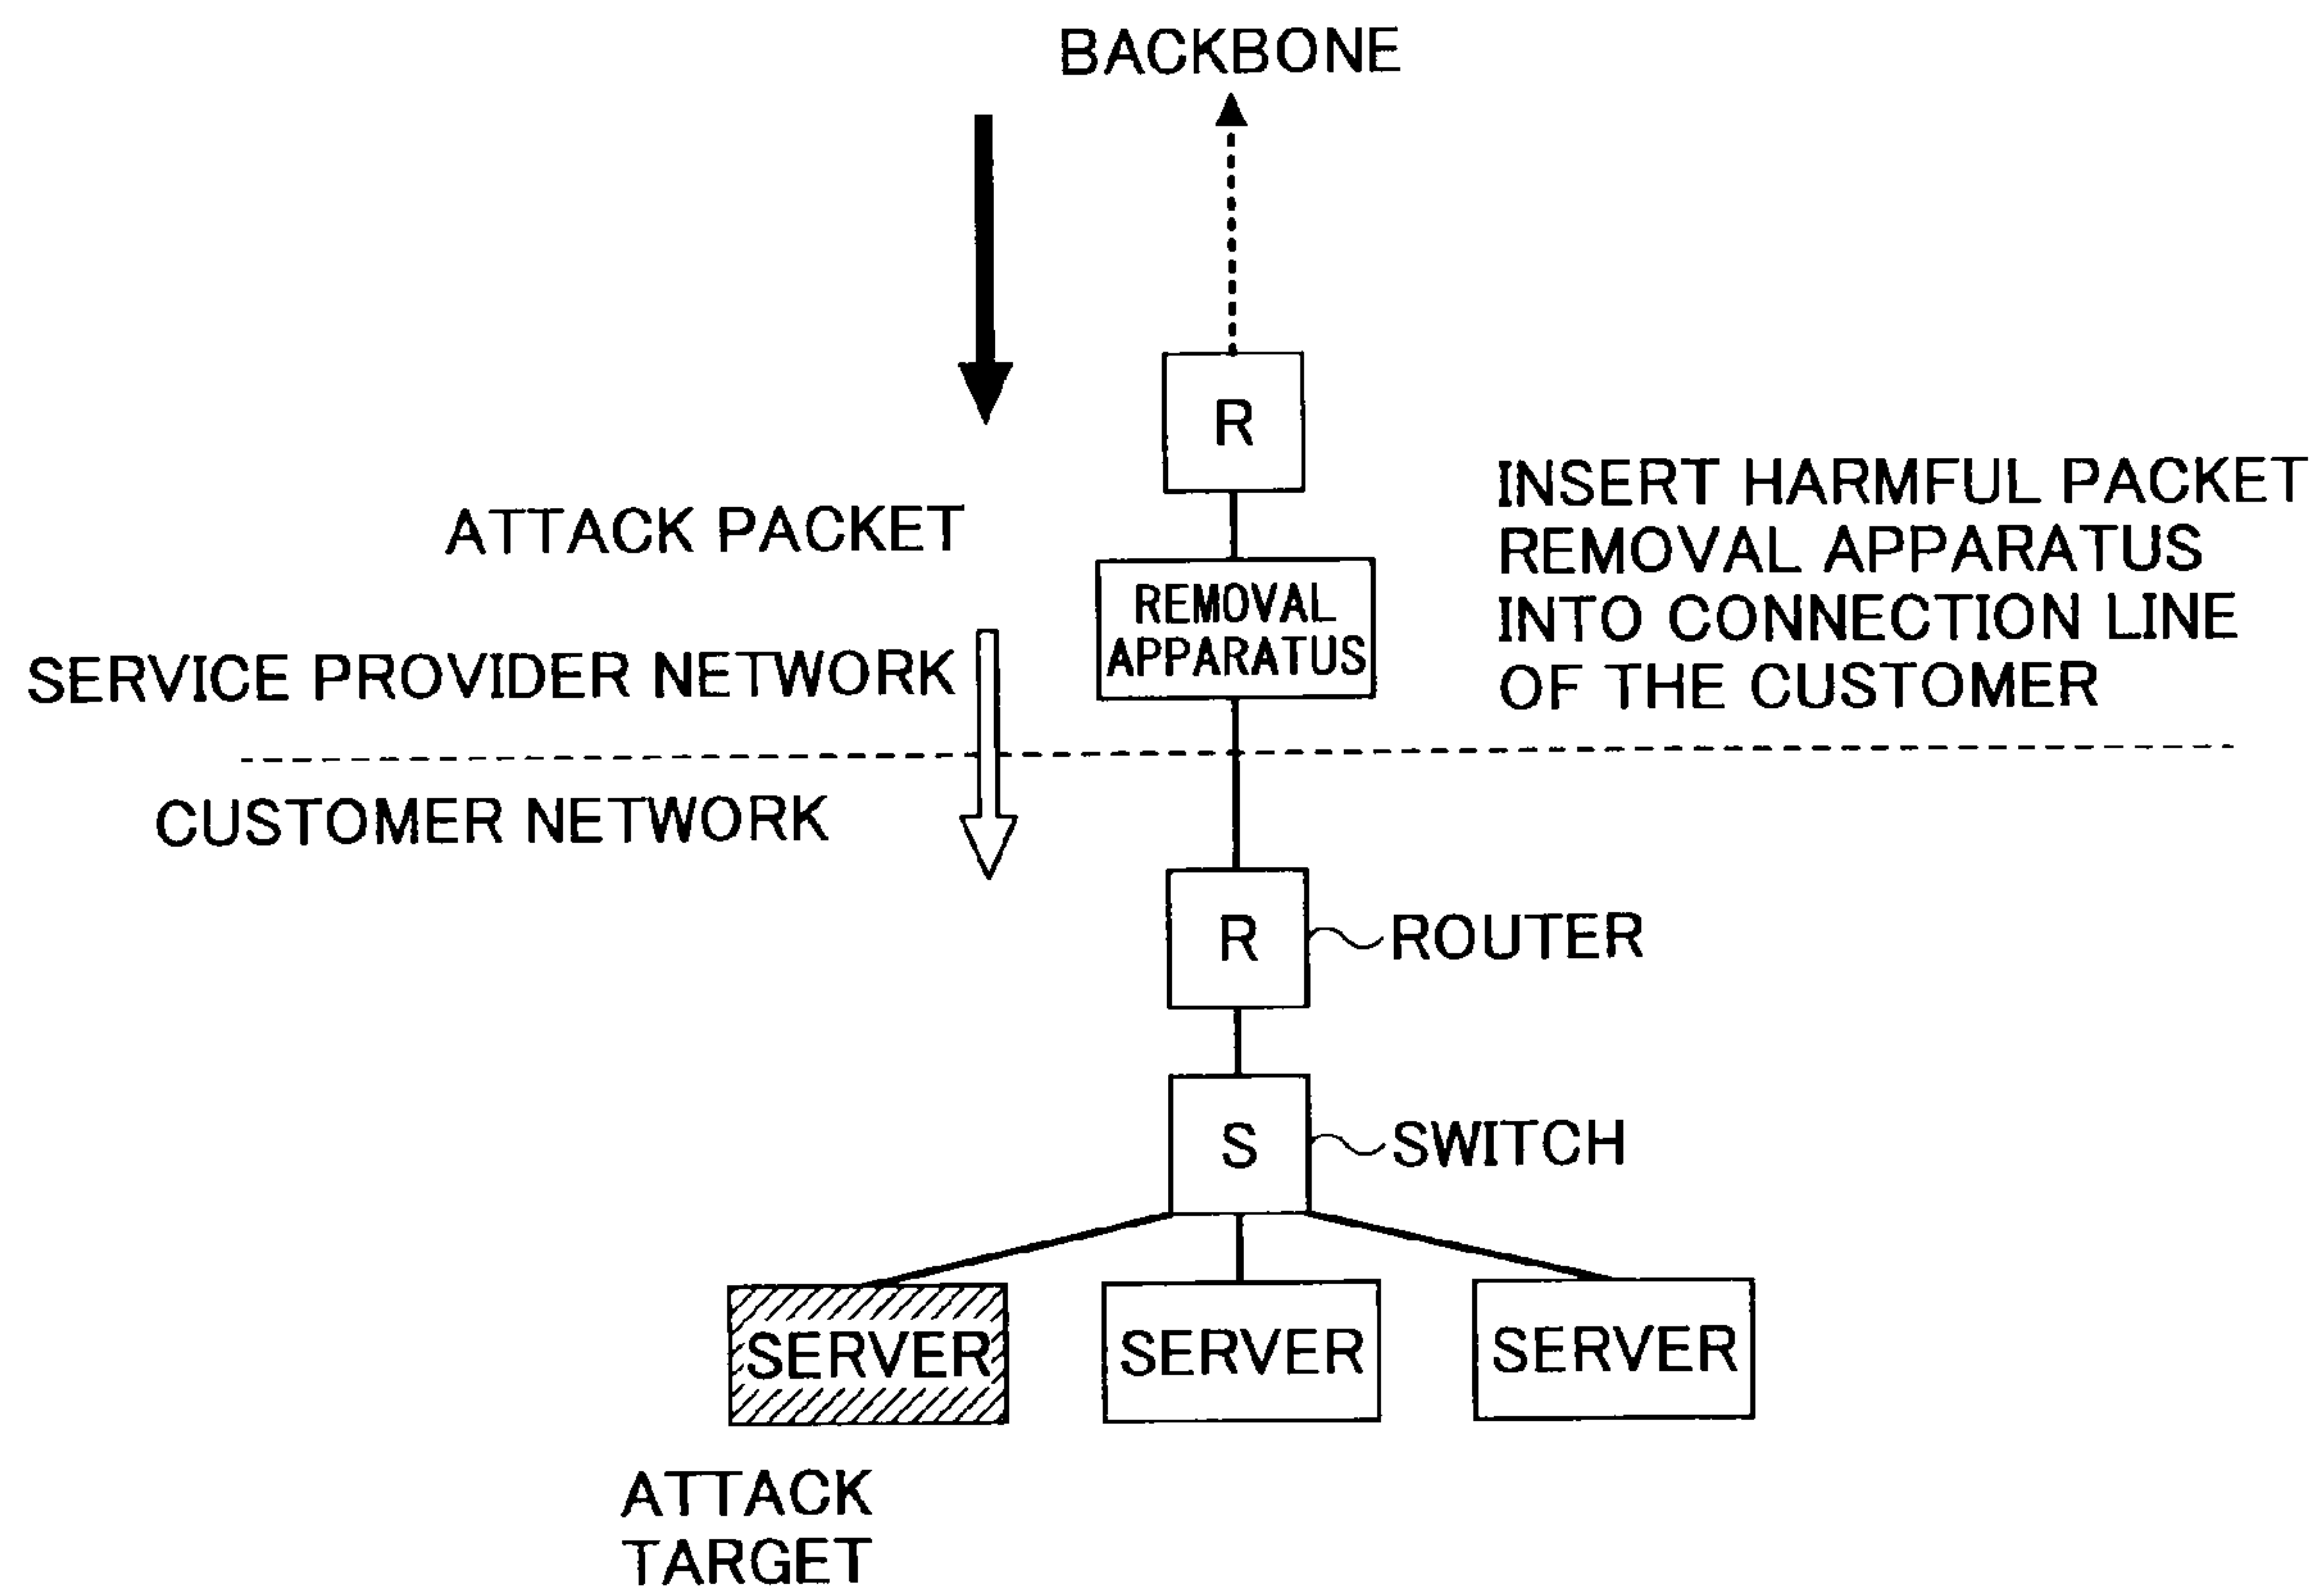 BACKBONE
R
ATTACK PACKET
INSERT HARMFUL PACKET
REMOVAL APPARATUS
INTO CONNECTION LINE
OF THE CUSTOMER
REMOVAL
APPARATUS
SERVICE PROVIDER NETWORK
CUSTOMER NETWORK
R
ROUTER
S
SWITCH
SERVER
SERVER
SERVER
ATTACK
TARGET